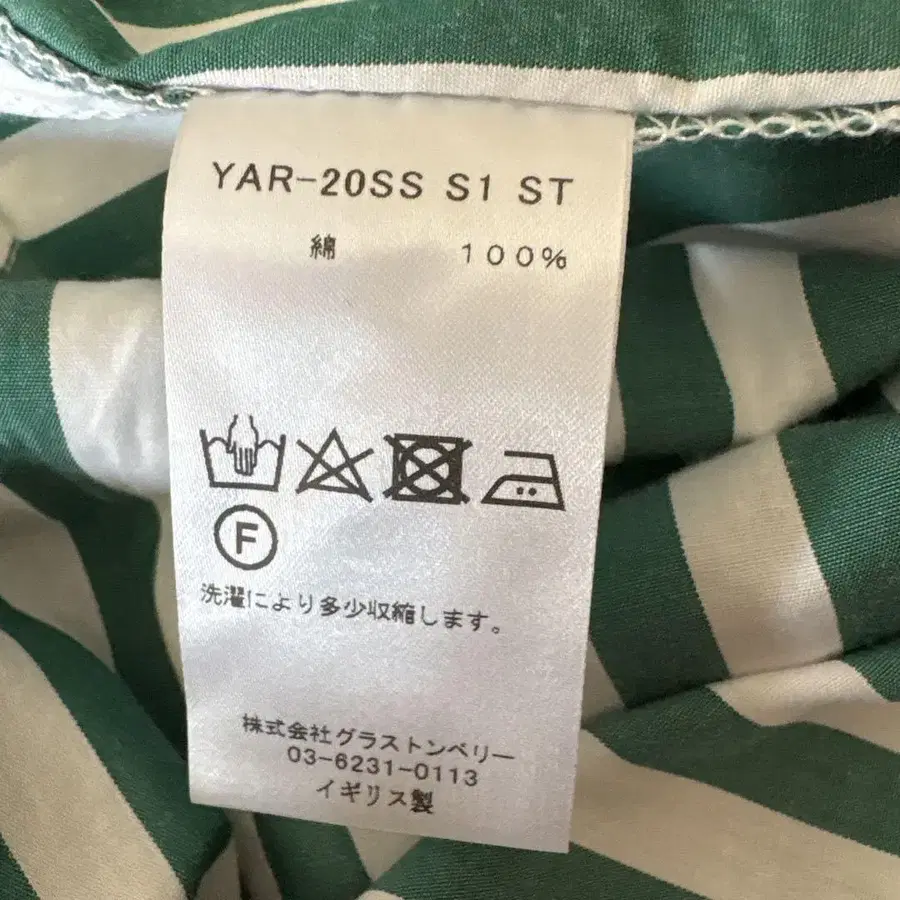 YAR-20SS S1 ST
綿 100%
F
洗濯により多少収縮します。
株式会社グラストンベリー
03-6231-0113
イギリス製